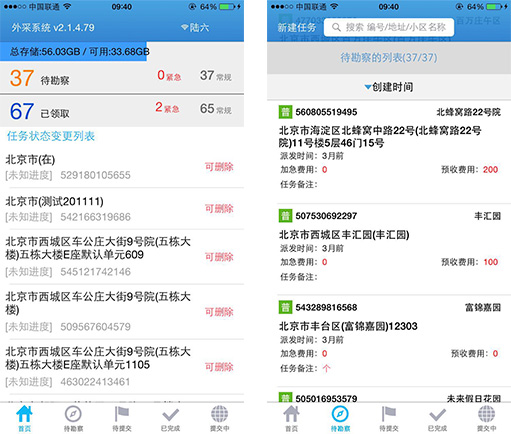 中国联通
09:40
外采系统 v2.1.4.79
陆六
总存储:56.03GB / 可用:33.68GB
37 待勘察 0紧急 37常规
67 已领取 2紧急 65常规
任务状态变更列表
北京市(在)
[未知进度] 529180105655
可删除
北京市(测试201111)
[未知进度] 542166319686
可删除
北京市西城区车公庄大街9号院(五栋大
楼)五栋大楼E座默认单元609
[未知进度] 545121742146
可删除
北京市西城区车公庄大街9号院(五栋大
楼)
[未知进度] 509567604579
可删除
北京市西城区车公庄大街9号院(五栋大
楼)五栋大楼E座默认单元1105
[未知进度] 463022413461
可删除
首页
待勘察
待提交
已完成
提交中
中国联通
09:40
新建任务
搜索 编号/地址/小区名称
待勘察的列表(37/37)
创建时间
普 560805519495 北蜂窝路22号院
北京市海淀区北蜂窝中路22号(北蜂窝路22号
院)11号楼5层46门15号
派发时间：3月前
加急费用：0 预收费用：200
任务备注：
普 507530692297 丰汇园
北京市西城区丰汇园(丰汇园)
派发时间：3月前
加急费用：0 预收费用：100
任务备注：
普 543289816568 富锦嘉园
北京市丰台区(富锦嘉园)12303
派发时间：3月前
加急费用：0 预收费用：0
任务备注：个
普 505016953579 未来假日花园
首页
待勘察
待提交
已完成
提交中